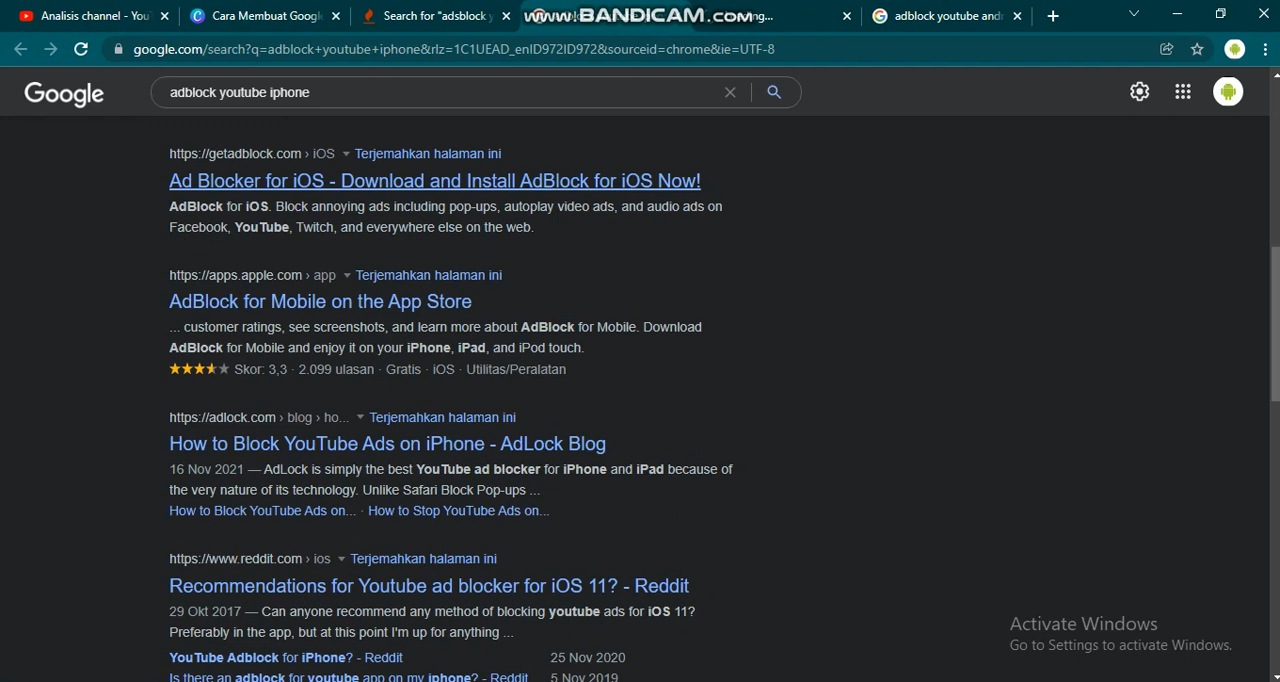 Analisis channel - You
Cara Membuat Googl
Search for "adsblock y
www.BANDICAM.com
ng...
adblock youtube and
google.com/search?q=adblock+youtube+iphone&rlz=1C1UEAD_enID972ID972&sourceid=chrome&ie=UTF-8
Google
adblock youtube iphone
https://getadblock.com › iOS Terjemahkan halaman ini
Ad Blocker for iOS - Download and Install AdBlock for iOS Now!
AdBlock for iOS. Block annoying ads including pop-ups, autoplay video ads, and audio ads on
Facebook, YouTube, Twitch, and everywhere else on the web.
https://apps.apple.com › app Terjemahkan halaman ini
AdBlock for Mobile on the App Store
... customer ratings, see screenshots, and learn more about AdBlock for Mobile. Download
AdBlock for Mobile and enjoy it on your iPhone, iPad, and iPod touch.
Skor: 3,3 · 2.099 ulasan · Gratis · iOS · Utilitas/Peralatan
https://adlock.com › blog › ho... Terjemahkan halaman ini
How to Block YouTube Ads on iPhone - AdLock Blog
16 Nov 2021 — AdLock is simply the best YouTube ad blocker for iPhone and iPad because of
the very nature of its technology. Unlike Safari Block Pop-ups ...
How to Block YouTube Ads on... · How to Stop YouTube Ads on...
https://www.reddit.com › ios Terjemahkan halaman ini
Recommendations for Youtube ad blocker for iOS 11? - Reddit
29 Okt 2017 — Can anyone recommend any method of blocking youtube ads for iOS 11?
Preferably in the app, but at this point I'm up for anything ...
YouTube Adblock for iPhone? - Reddit 25 Nov 2020
Is there an adblock for youtube app on my iphone? - Reddit 5 Nov 2019
Activate Windows
Go to Settings to activate Windows.